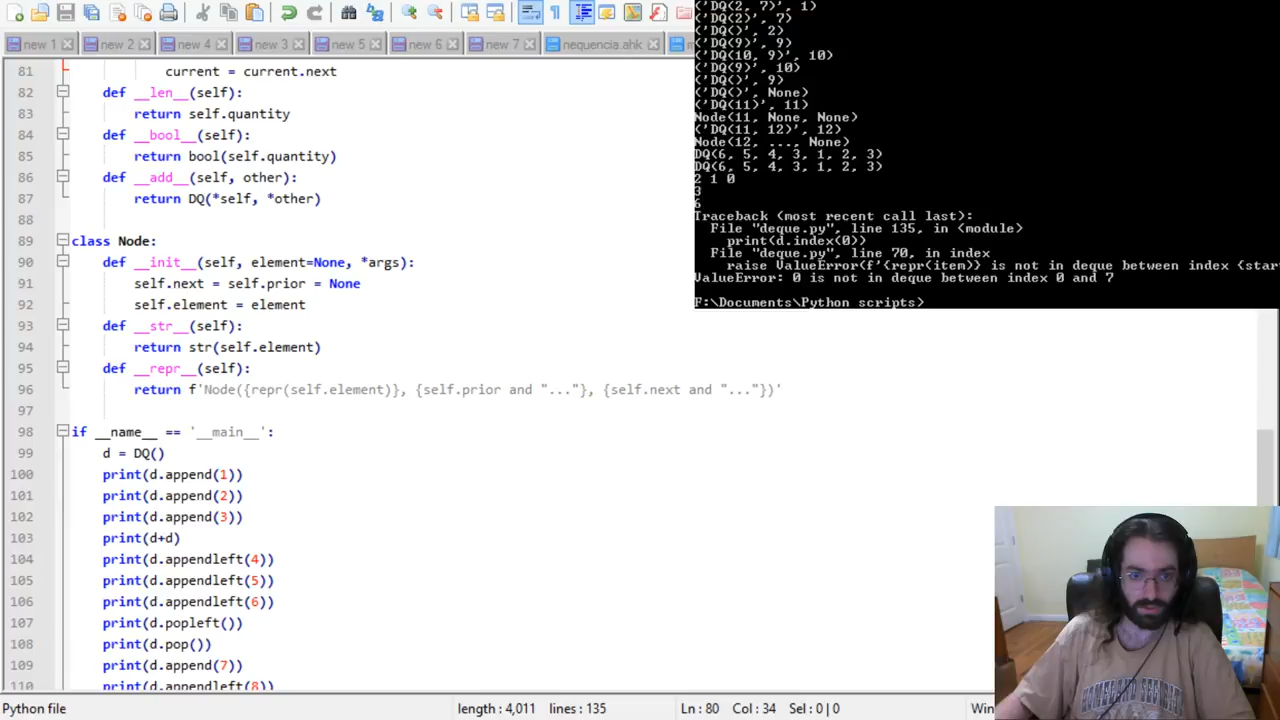 new 1
new 2
new 4
new 3
new 5
new 6
new 7
nequencia.ahk
81 current = current.next
82 def __len__(self):
83 return self.quantity
84 def __bool__(self):
85 return bool(self.quantity)
86 def __add__(self, other):
87 return DQ(*self, *other)
88
89 class Node:
90 def __init__(self, element=None, *args):
91 self.next = self.prior = None
92 self.element = element
93 def __str__(self):
94 return str(self.element)
95 def __repr__(self):
96 return f'Node({repr(self.element)}, {self.prior and "..."}, {self.next and "..."})'
97
98 if __name__ == '__main__':
99 d = DQ()
100 print(d.append(1))
101 print(d.append(2))
102 print(d.append(3))
103 print(d+d)
104 print(d.appendleft(4))
105 print(d.appendleft(5))
106 print(d.appendleft(6))
107 print(d.popleft())
108 print(d.pop())
109 print(d.append(7))
110 print(d.appendleft(8))
('DQ(2, 7)', 1)
('DQ(2)', 7)
('DQ()', 2)
('DQ(9)', 9)
('DQ(10, 9)', 10)
('DQ(9)', 10)
('DQ()', 9)
('DQ()', None)
('DQ(11)', 11)
Node(11, None, None)
('DQ(11, 12)', 12)
Node(12, ..., None)
DQ(6, 5, 4, 3, 1, 2, 3)
DQ(6, 5, 4, 3, 1, 2, 3)
2 1 0
3
6
Traceback (most recent call last):
File "deque.py", line 135, in <module>
print(d.index(0))
File "deque.py", line 70, in index
raise ValueError(f'{repr(item)} is not in deque between index {star
ValueError: 0 is not in deque between index 0 and 7
F:\Documents\Python scripts>
Python file
length : 4,011 lines : 135
Ln : 80 Col : 34 Sel : 0 | 0
Win